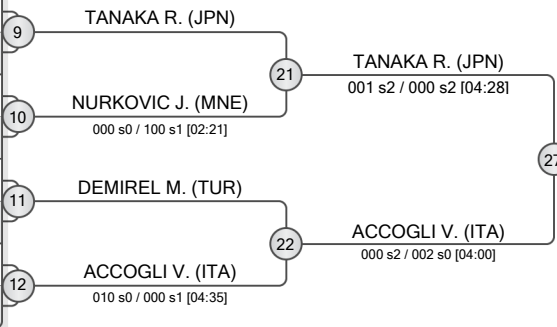 9
TANAKA R. (JPN)
21
TANAKA R. (JPN)
001 s2 / 000 s2 [04:28]
10
NURKOVIC J. (MNE)
000 s0 / 100 s1 [02:21]
27
11
DEMIREL M. (TUR)
22
ACCOGLI V. (ITA)
000 s2 / 002 s0 [04:00]
12
ACCOGLI V. (ITA)
010 s0 / 000 s1 [04:35]